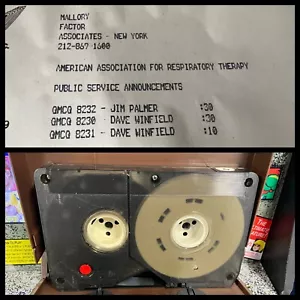 MALLORY
FACTOR
ASSOCIATES - NEW YORK
212-867-1600
AMERICAN ASSOCIATION FOR RESPIRATORY THERAPY
PUBLIC SERVICE ANNOUNCEMENTS
QMCQ 8232 - JIM PALMER :30
QMCQ 8230 - DAVE WINFIELD :30
QMCQ 8231 - DAVE WINFIELD :10